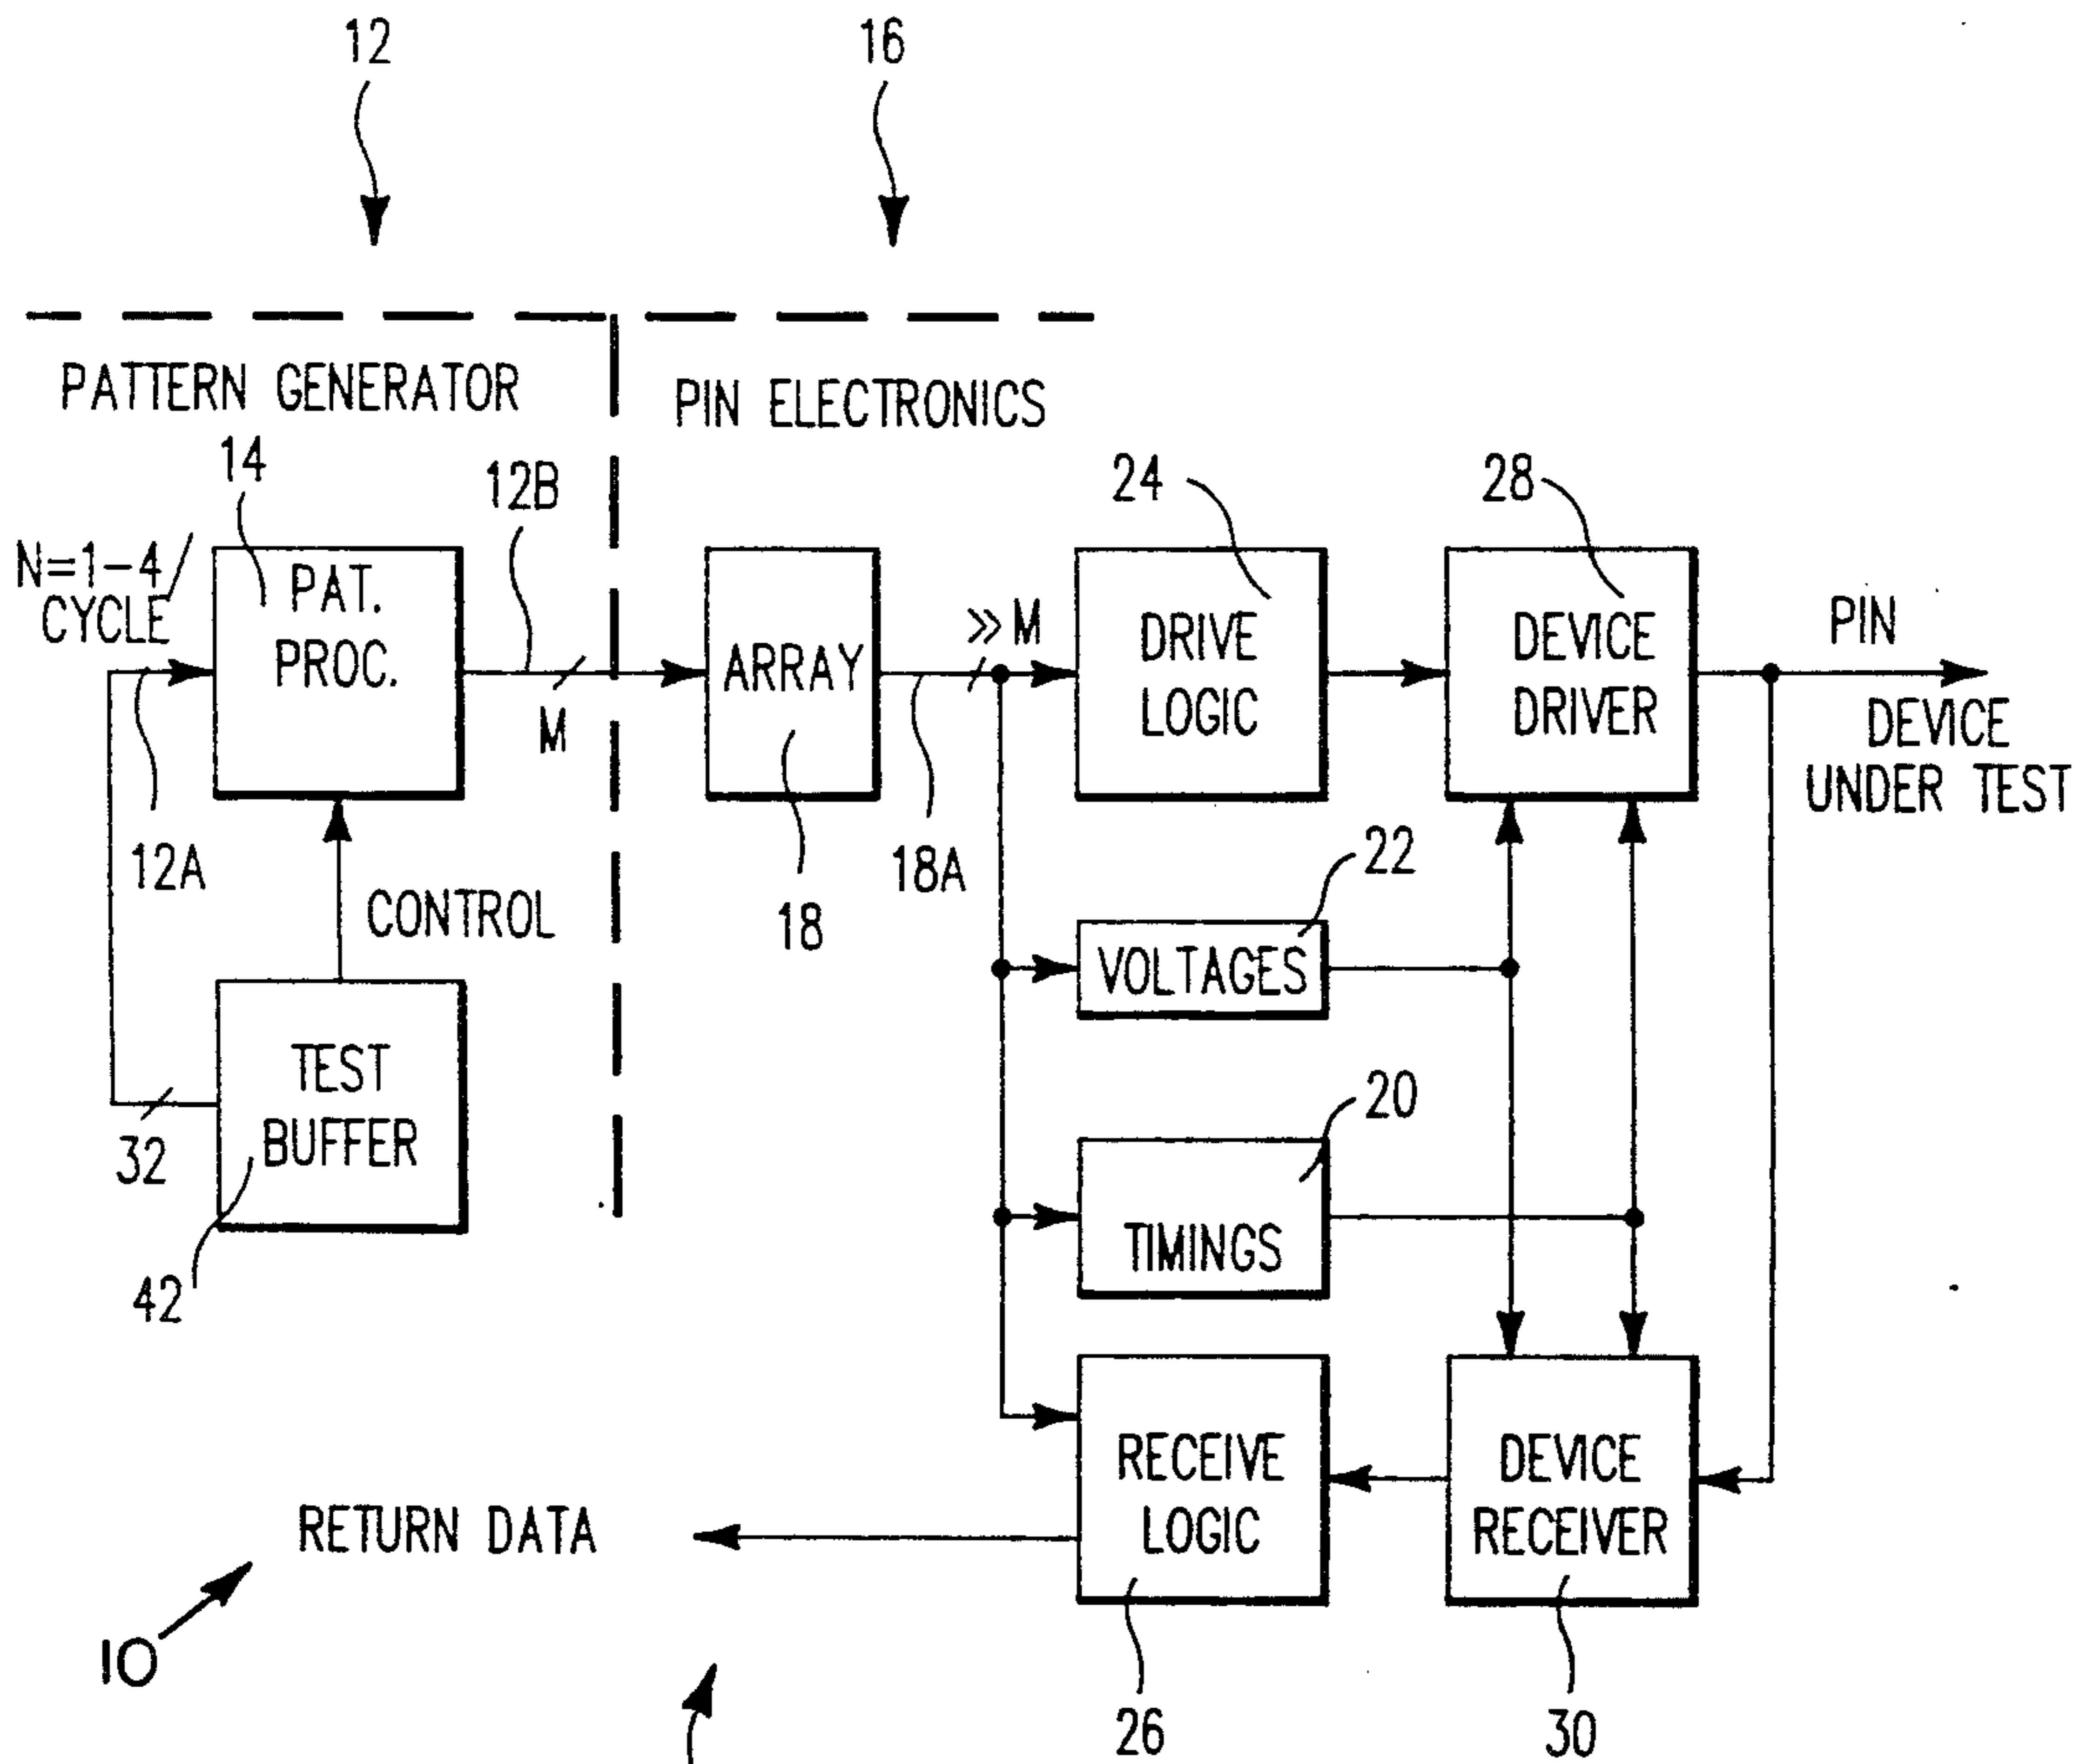 12
16
PATTERN GENERATOR
PIN ELECTRONICS
14
12B
24
28
N=1-4/
CYCLE
PAT.
PROC.
M
ARRAY
>> M
DRIVE
LOGIC
DEVICE
DRIVER
PIN
DEVICE
UNDER TEST
12A
CONTROL
18
18A
22
VOLTAGES
TEST
BUFFER
32
42
20
TIMINGS
RECEIVE
LOGIC
DEVICE
RECEIVER
RETURN DATA
10
26
30